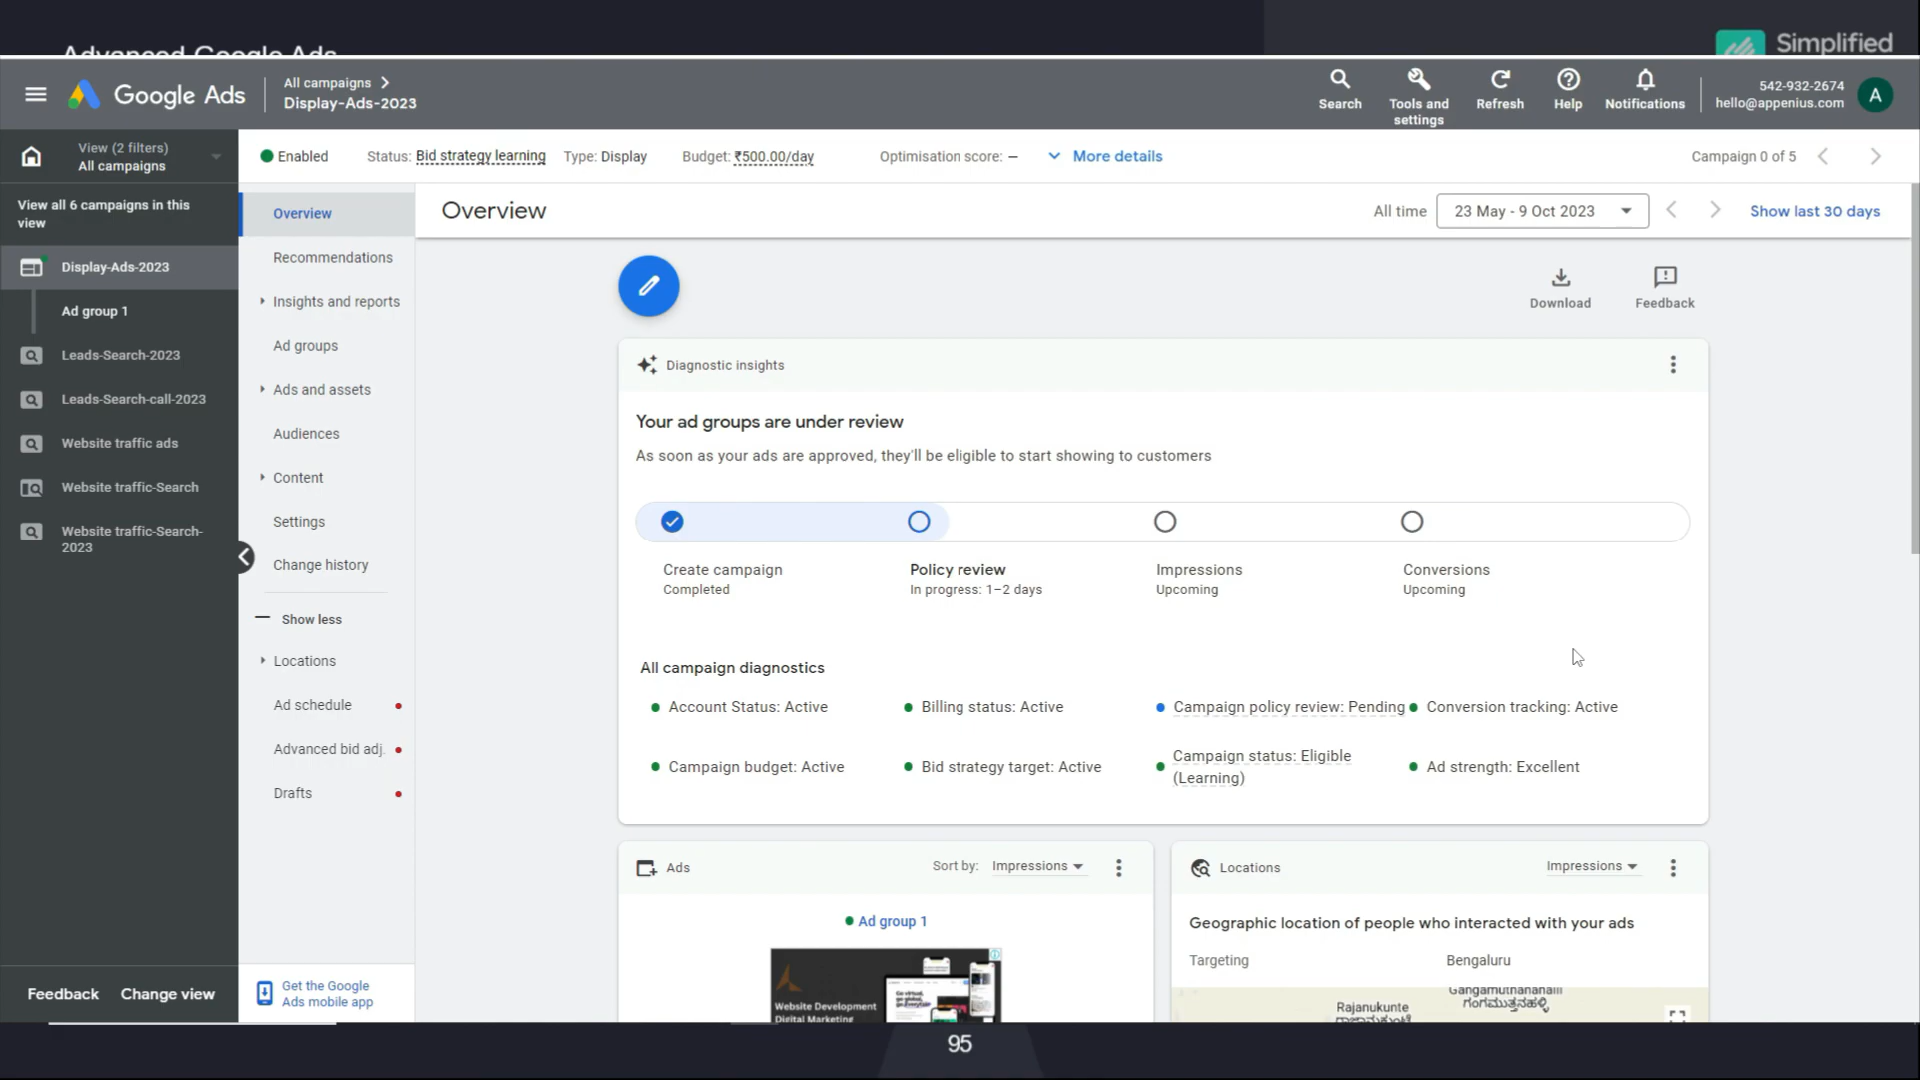 Advanced Google Ads
Simplified
Google Ads
All campaigns
Display-Ads-2023
Search
Tools and
settings
Refresh
Help
Notifications
542-932-2674
hello@appenius.com
A
View (2 filters)
All campaigns
Enabled
Status: Bid strategy learning
Type: Display
Budget: ₹500.00/day
Optimisation score: –
More details
Campaign 0 of 5
View all 6 campaigns in this
view
Display-Ads-2023
Ad group 1
Leads-Search-2023
Leads-Search-call-2023
Website traffic ads
Website traffic-Search
Website traffic-Search-
2023
Feedback
Change view
Overview
Recommendations
Insights and reports
Ad groups
Ads and assets
Audiences
Content
Settings
Change history
Show less
Locations
Ad schedule
Advanced bid adj.
Drafts
Get the Google
Ads mobile app
Overview
All time
23 May - 9 Oct 2023
Show last 30 days
Download
Feedback
Diagnostic insights
Your ad groups are under review
As soon as your ads are approved, they'll be eligible to start showing to customers
Create campaign
Completed
Policy review
In progress: 1–2 days
Impressions
Upcoming
Conversions
Upcoming
All campaign diagnostics
Account Status: Active
Billing status: Active
Campaign policy review: Pending
Conversion tracking: Active
Campaign budget: Active
Bid strategy target: Active
Campaign status: Eligible
(Learning)
Ad strength: Excellent
Ads
Sort by:
Impressions
Ad group 1
Website Development
Digital Marketing
Locations
Impressions
Geographic location of people who interacted with your ads
Targeting
Bengaluru
Rajanukunte
95